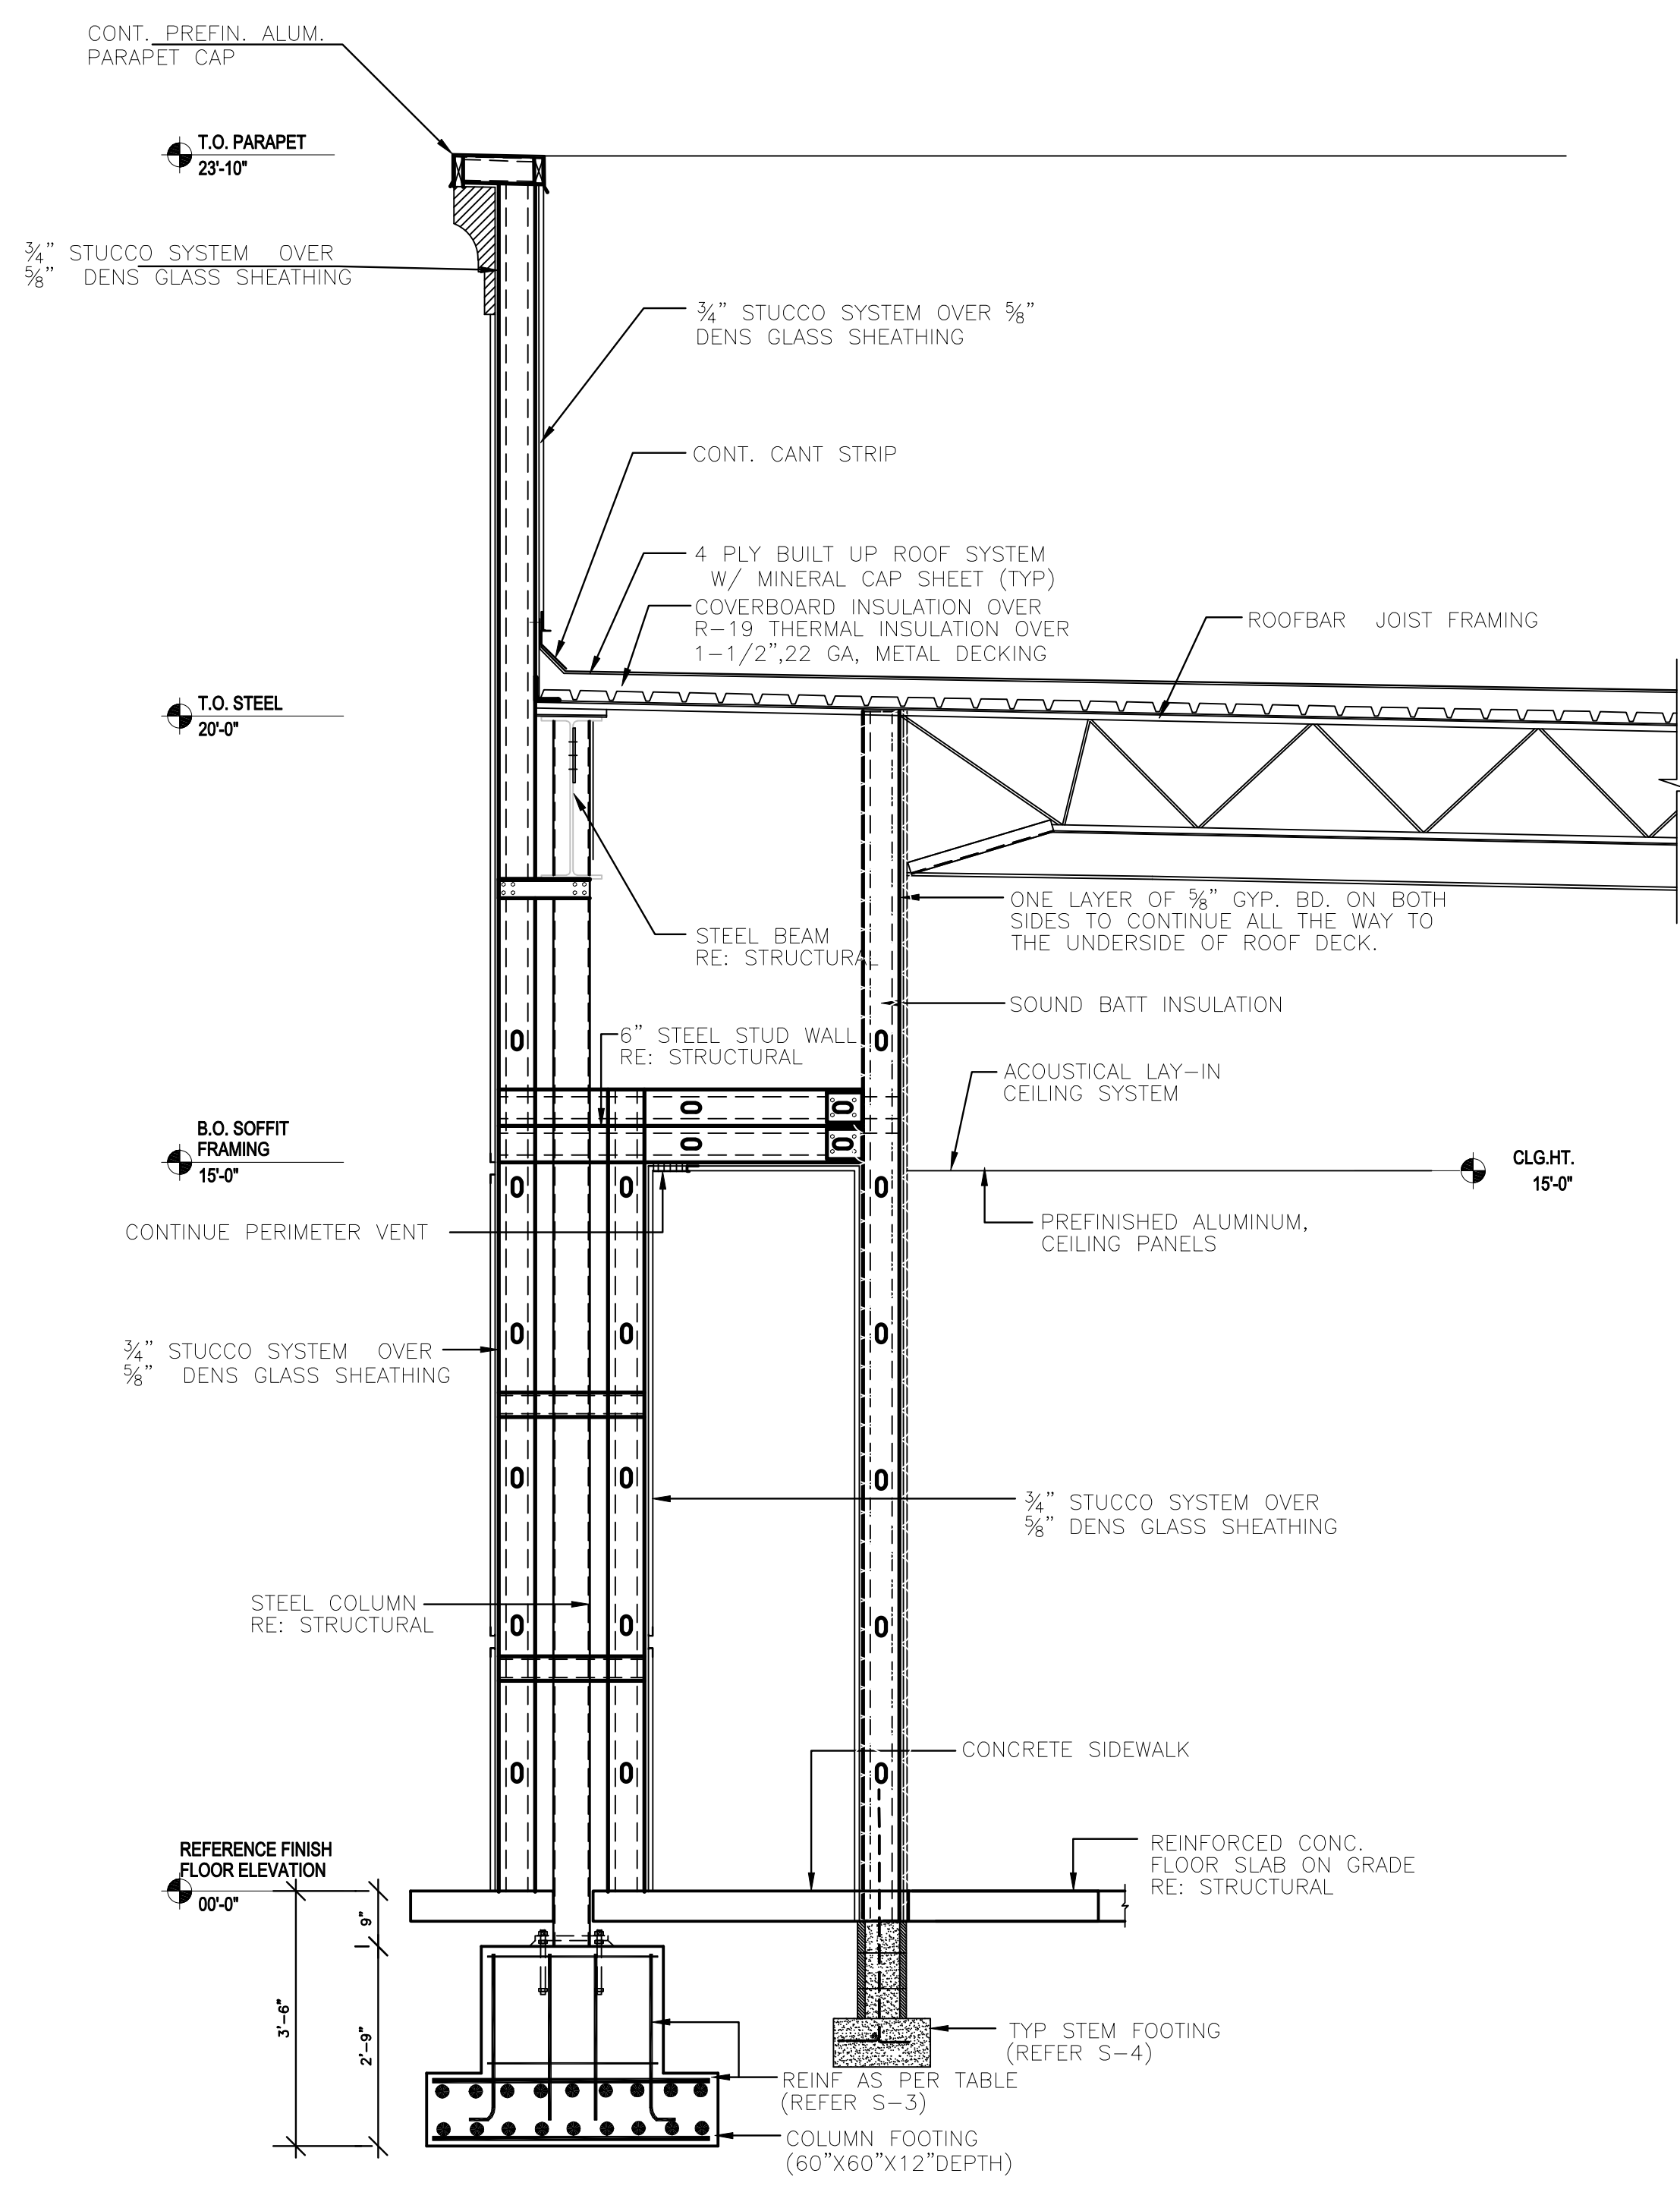 CONT. PREFIN. ALUM.
PARAPET CAP
T.O. PARAPET
23'-10"
¾" STUCCO SYSTEM OVER
⅝" DENS GLASS SHEATHING
¾" STUCCO SYSTEM OVER ⅝"
DENS GLASS SHEATHING
CONT. CANT STRIP
4 PLY BUILT UP ROOF SYSTEM
W/ MINERAL CAP SHEET (TYP)
COVERBOARD INSULATION OVER
R-19 THERMAL INSULATION OVER
1-1/2",22 GA, METAL DECKING
ROOFBAR JOIST FRAMING
T.O. STEEL
20'-0"
ONE LAYER OF ⅝" GYP. BD. ON BOTH
SIDES TO CONTINUE ALL THE WAY TO
THE UNDERSIDE OF ROOF DECK.
STEEL BEAM
RE: STRUCTURAL
SOUND BATT INSULATION
6" STEEL STUD WALL
RE: STRUCTURAL
ACOUSTICAL LAY-IN
CEILING SYSTEM
B.O. SOFFIT
FRAMING
15'-0"
CLG.HT.
15'-0"
CONTINUE PERIMETER VENT
PREFINISHED ALUMINUM,
CEILING PANELS
¾" STUCCO SYSTEM OVER
⅝" DENS GLASS SHEATHING
¾" STUCCO SYSTEM OVER
⅝" DENS GLASS SHEATHING
STEEL COLUMN
RE: STRUCTURAL
CONCRETE SIDEWALK
REFERENCE FINISH
FLOOR ELEVATION
00'-0"
REINFORCED CONC.
FLOOR SLAB ON GRADE
RE: STRUCTURAL
9"
3'-6"
2'-9"
TYP STEM FOOTING
(REFER S-4)
REINF AS PER TABLE
(REFER S-3)
COLUMN FOOTING
(60"X60"X12"DEPTH)